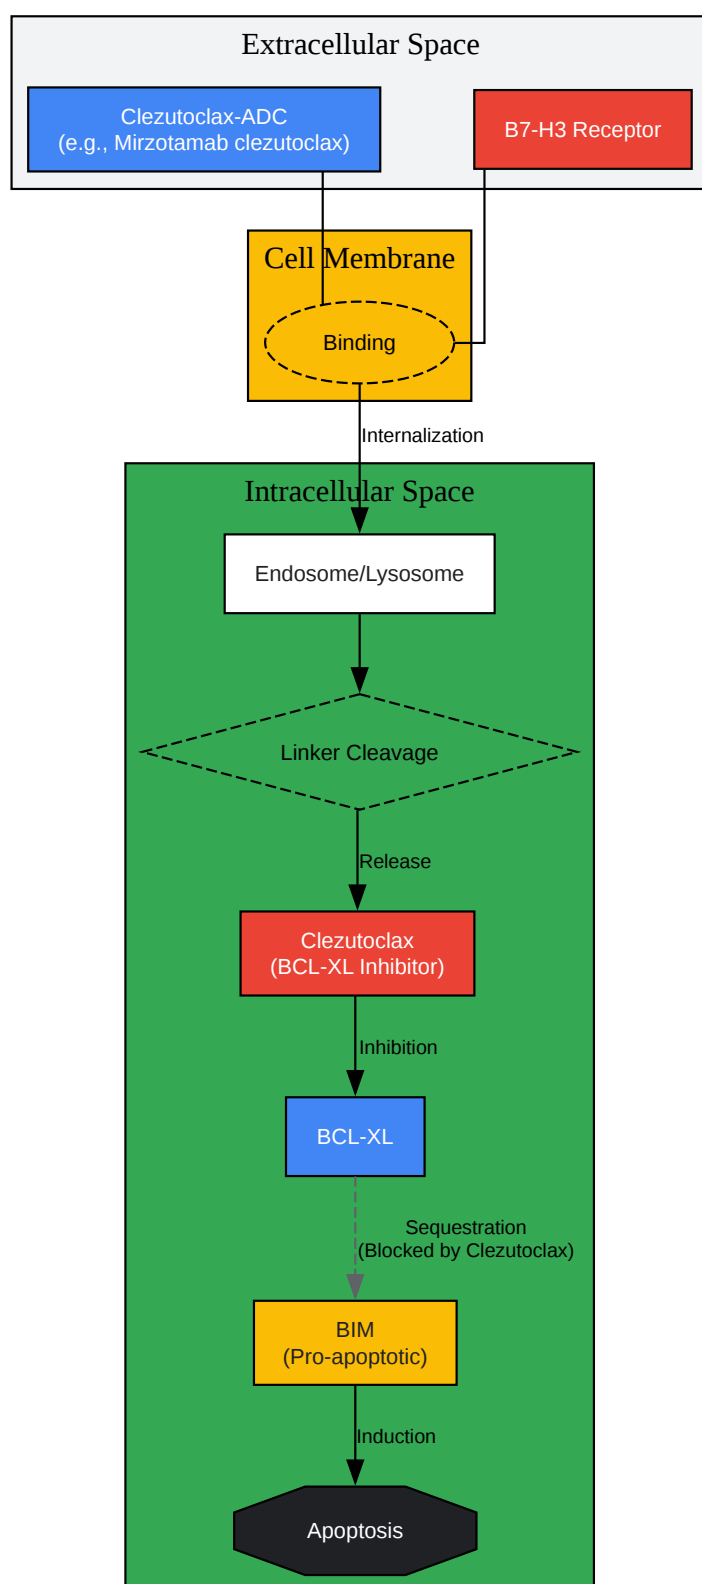 Extracellular Space
Clezutoclax-ADC
(e.g., Mirzotamab clezutoclax)
B7-H3 Receptor
Cell Membrane
Binding
Internalization
Intracellular Space
Endosome/Lysosome
Linker Cleavage
Release
Clezutoclax
(BCL-XL Inhibitor)
Inhibition
BCL-XL
Sequestration
(Blocked by Clezutoclax)
BIM
(Pro-apoptotic)
Induction
Apoptosis